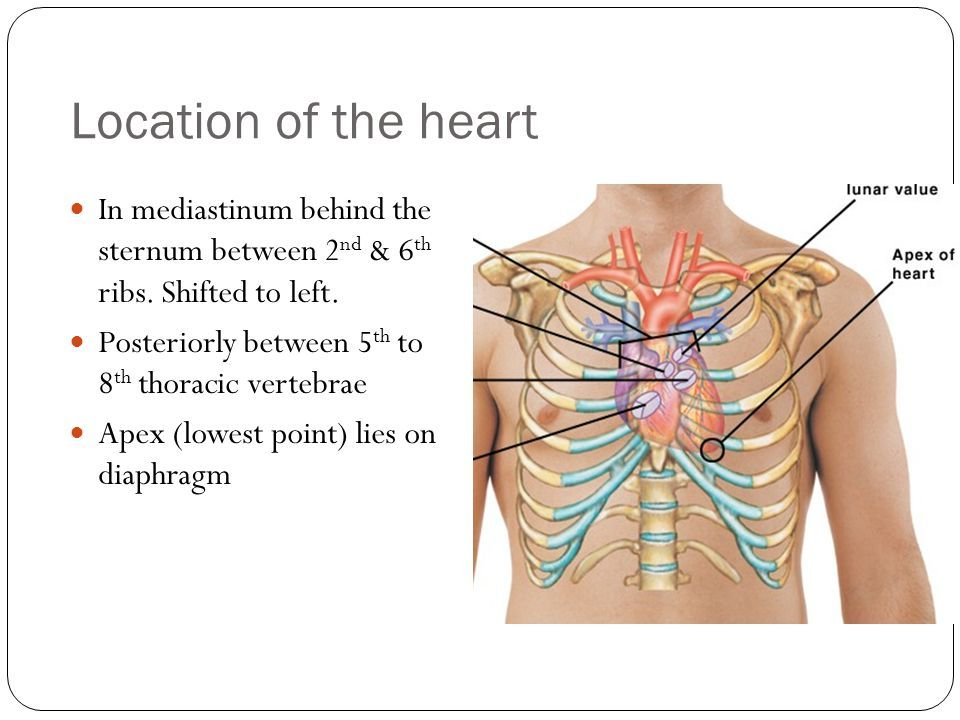 Location of the heart
In mediastinum behind the
sternum between 2nd & 6th
ribs. Shifted to left.
Posteriorly between 5th to
8th thoracic vertebrae
Apex (lowest point) lies on
diaphragm
lunar value
Apex of
heart